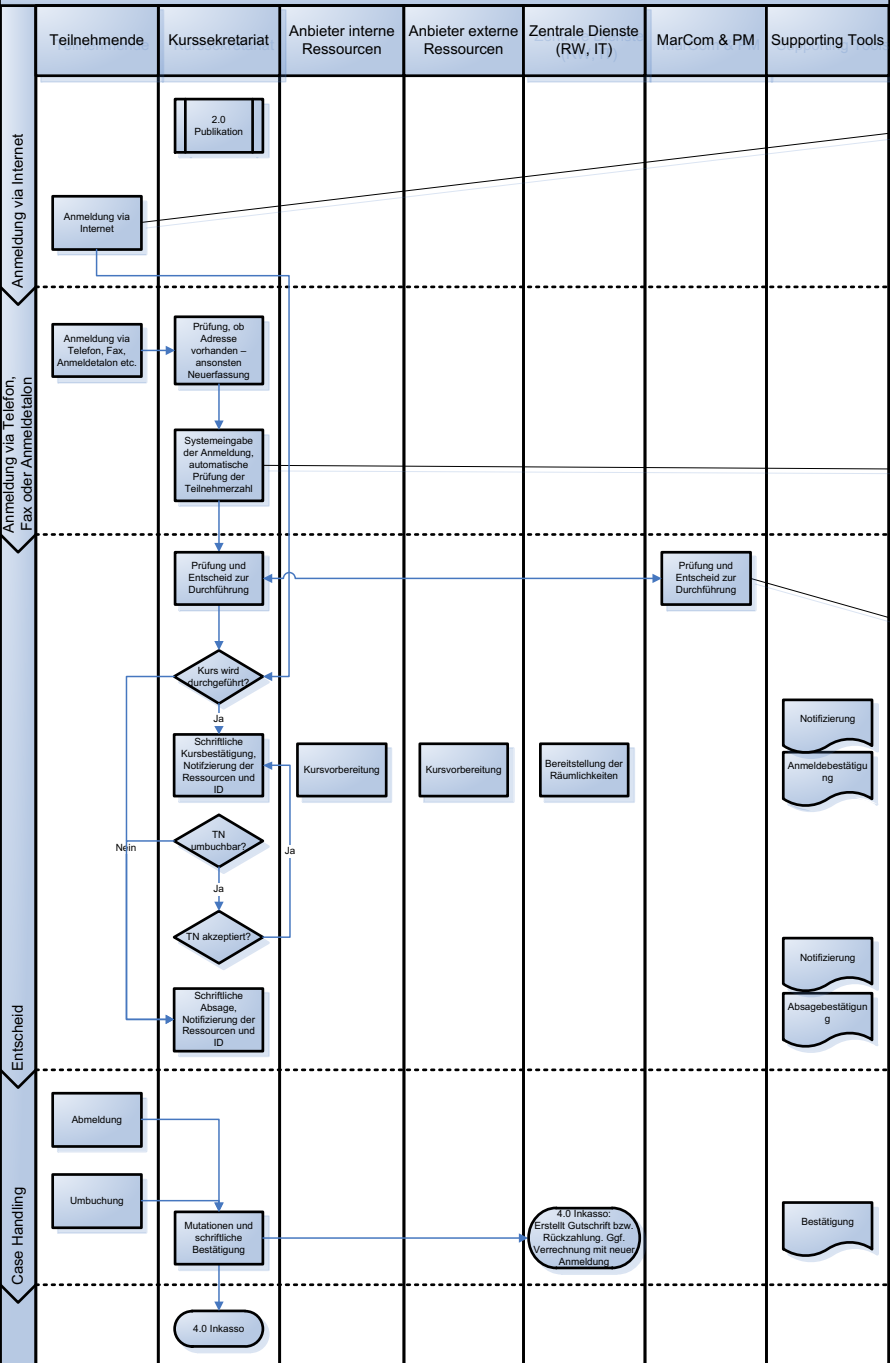 Teilnehmende
Kurssekretariat
Anbieter interne
Ressourcen
Anbieter externe
Ressourcen
Zentrale Dienste
(RW, IT)
MarCom & PM
Supporting Tools
Anmeldung via Internet
2.0
Publikation
Anmeldung via
Internet
Anmeldung via Telefon,
Fax oder Anmeldetalon
Anmeldung via
Telefon, Fax,
Anmeldetalon etc.
Prüfung, ob
Adresse
vorhanden –
ansonsten
Neuerfassung
Systemeingabe
der Anmeldung,
automatische
Prüfung der
Teilnehmerzahl
Entscheid
Prüfung und
Entscheid zur
Durchführung
Prüfung und
Entscheid zur
Durchführung
Kurs wird
durchgeführt?
Ja
Schriftliche
Kursbestätigung,
Notifzierung der
Ressourcen und
ID
Kursvorbereitung
Kursvorbereitung
Bereitstellung der
Räumlichkeiten
Notifizierung
Anmeldebestätigu
ng
TN
umbuchbar?
Nein
Ja
Ja
TN akzeptiert?
Notifizierung
Absagebestätigun
g
Schriftliche
Absage,
Notifizierung der
Ressourcen und
ID
Case Handling
Abmeldung
Umbuchung
Mutationen und
schriftliche
Bestätigung
4.0 Inkasso:
Erstellt Gutschrift bzw.
Rückzahlung. Ggf.
Verrechnung mit neuer
Anmeldung
Bestätigung
4.0 Inkasso